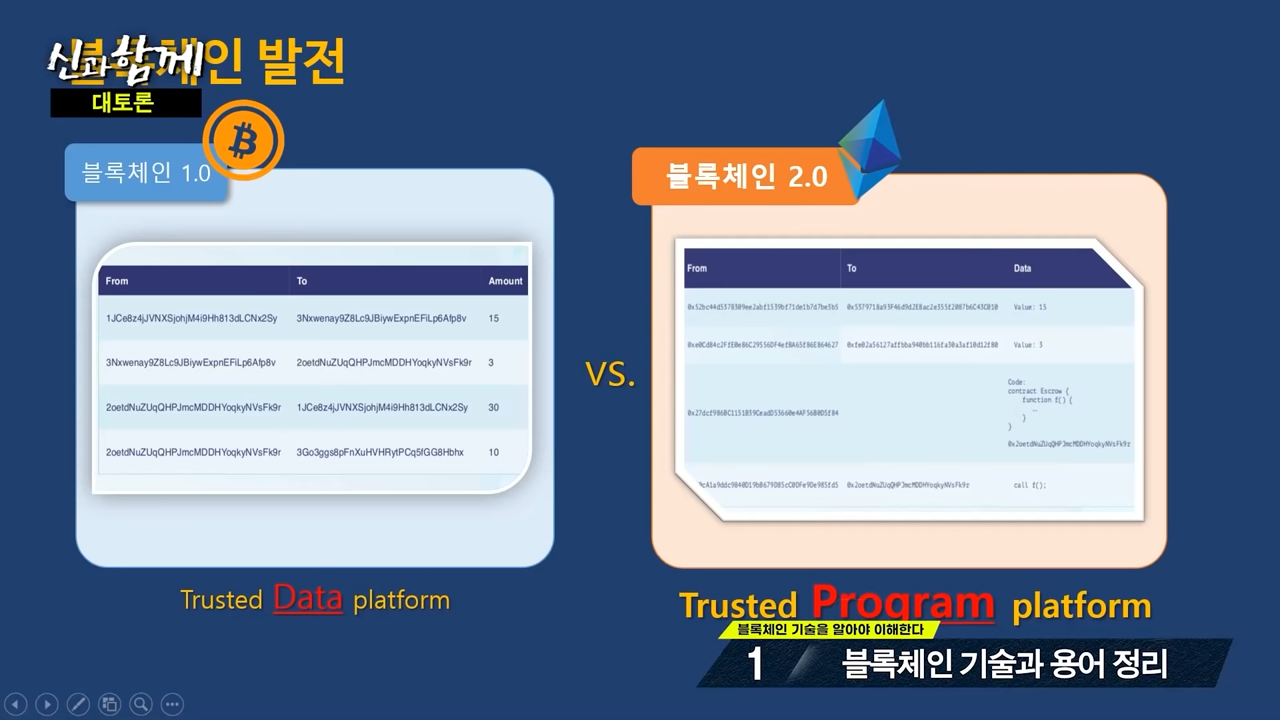 블록체인 발전
신과함께
대토론
블록체인 1.0
From To Amount
1JCe8z4jJVNXSjohjM4i9Hh813dLCNx2Sy 3Nxwenay9Z8Lc9JBiywExpnEFiLp6Afp8v 15
3Nxwenay9Z8Lc9JBiywExpnEFiLp6Afp8v 2oetdNuZUqQHPJmcMDDHYoqkyNVsFk9r 3
2oetdNuZUqQHPJmcMDDHYoqkyNVsFk9r 1JCe8z4jJVNXSjohjM4i9Hh813dLCNx2Sy 30
2oetdNuZUqQHPJmcMDDHYoqkyNVsFk9r 3Go3ggs8pFnXuHVHRytPCq5fGG8Hbhx 10
Trusted Data platform
VS.
블록체인 2.0
From To Data
Value: 15
Value: 3
Code:
contract Escrow {
function f() {
…
}
}
0x2oetdNuZUqQHPJmcMDDHYoqkyNVsFk9r
0x2oetdNuZUqQHPJmcMDDHYoqkyNVsFk9r call f();
Trusted Program platform
블록체인 기술을 알아야 이해한다
1 블록체인 기술과 용어 정리